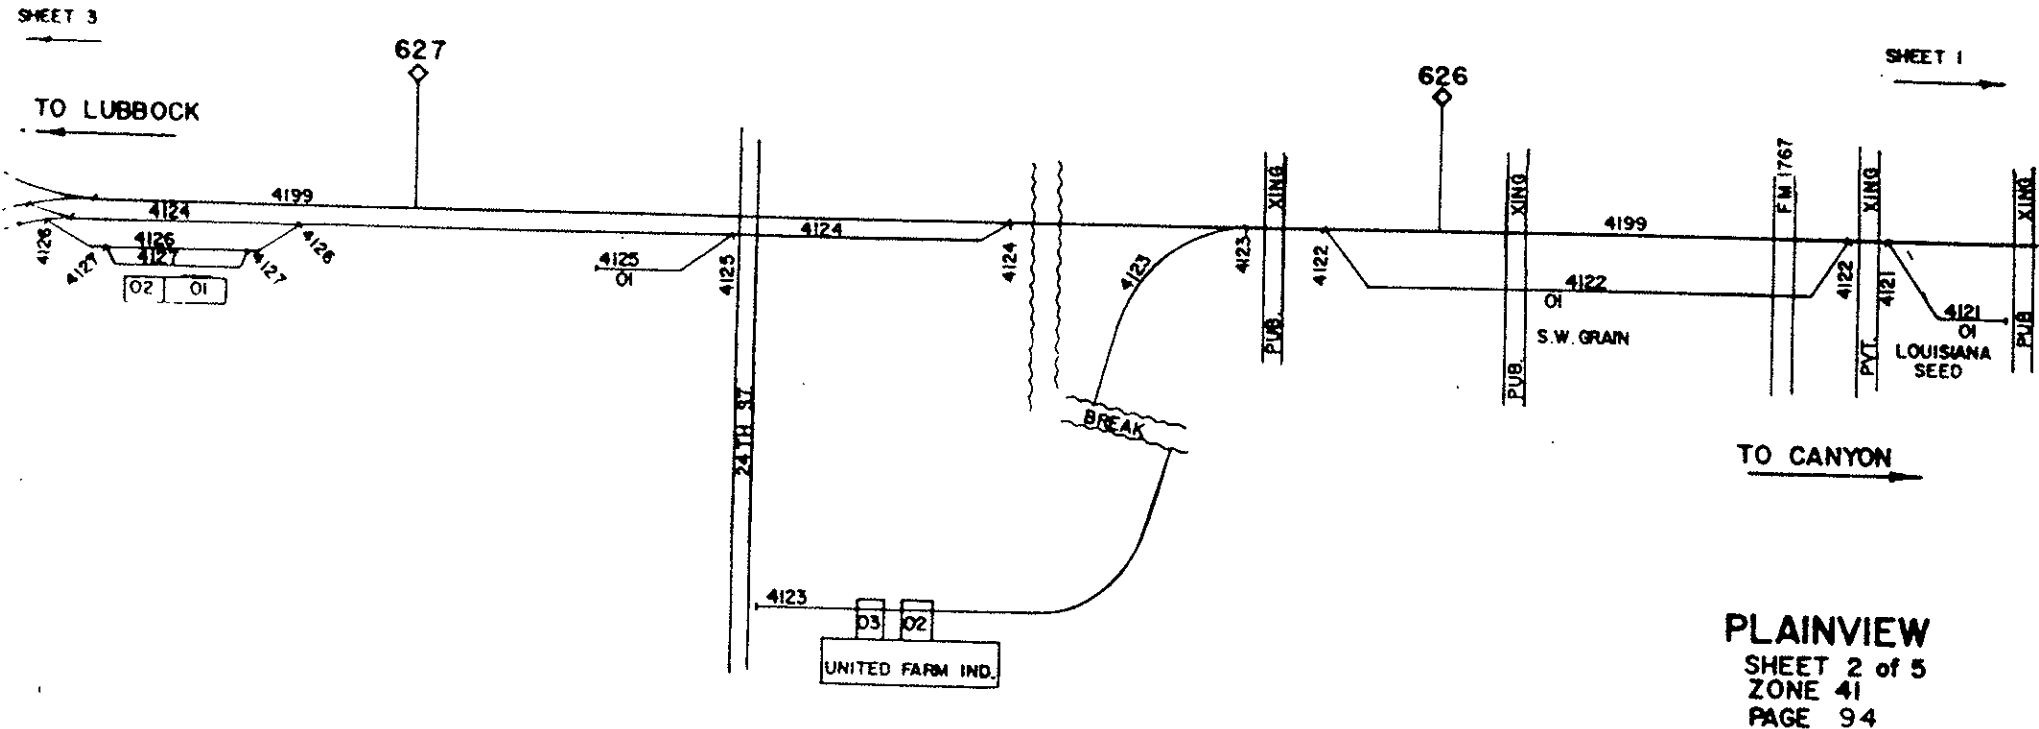 SHEET 3
627
626
SHEET 1
TO LUBBOCK
4199
4124
4126
4126
4127
4127
4127
4126
02 01
4125
01
4125
4124
4124
4123
4123
PUB. XING
4122
PUB. XING
4199
FM 1767
PVT. XING
PUB. XING
4122
01
S.W. GRAIN
4122
4121
4121
01
LOUISIANA
SEED
24 TH ST
BREAK
TO CANYON
4123
03 02
UNITED FARM IND.
PLAINVIEW
SHEET 2 of 5
ZONE 41
PAGE 94